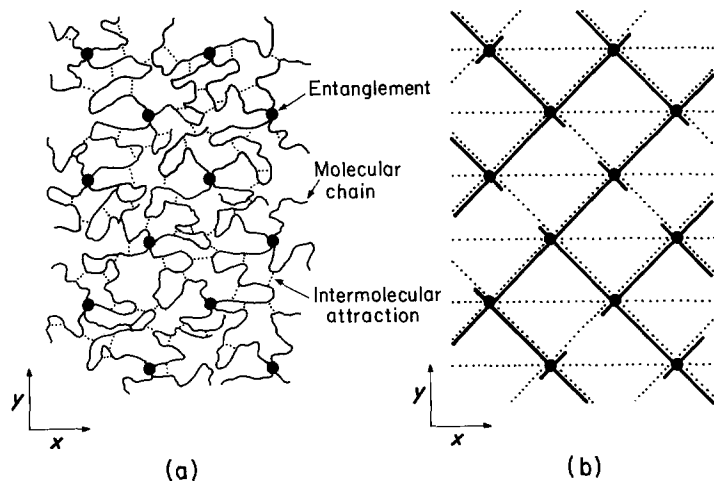 Entanglement
Molecular
chain
Intermolecular
attraction
y
x
(a)
y
x
(b)